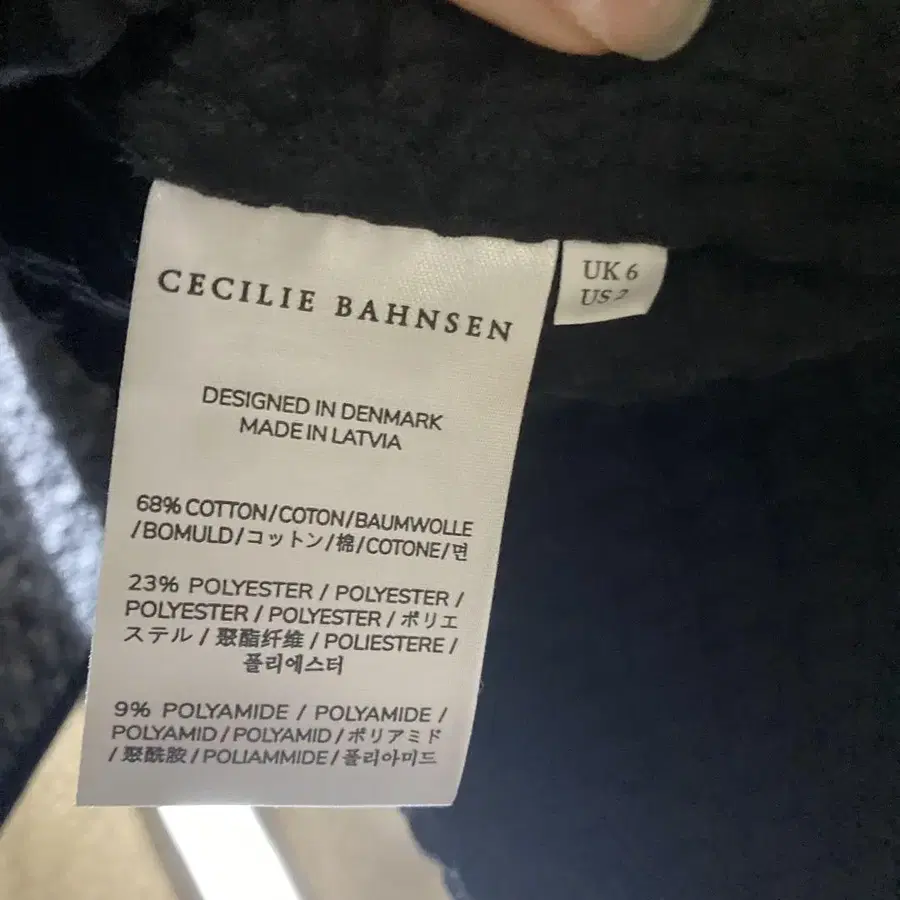 CECILIE BAHNSEN
UK 6
US 2
DESIGNED IN DENMARK
MADE IN LATVIA
68% COTTON/COTON/BAUMWOLLE
/BOMULD/コットン/棉/COTONE/면
23% POLYESTER / POLYESTER /
POLYESTER / POLYESTER / ポリエ
ステル / 聚酯纤维 / POLIESTERE /
폴리에스터
9% POLYAMIDE / POLYAMIDE /
POLYAMID / POLYAMID / ポリアミド
/ 聚酰胺 / POLIAMMIDE / 폴리아미드